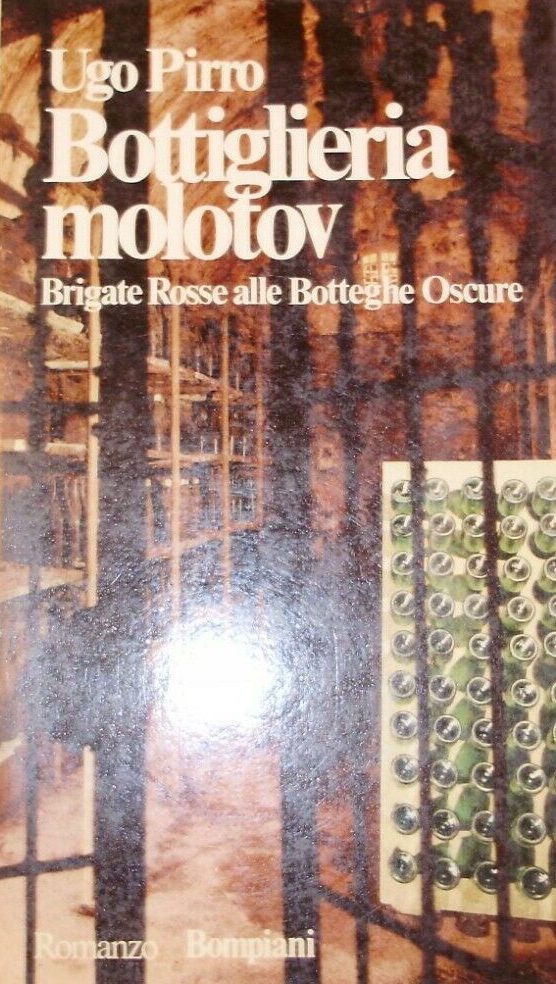 Ugo Pirro
Bottiglieria
molotov
Brigate Rosse alle Botteghe Oscure
Romanzo Bompiani